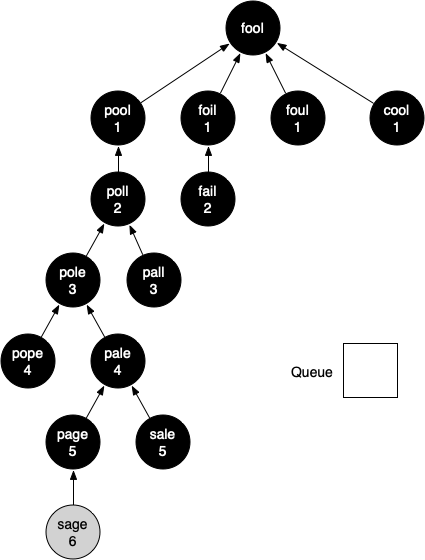 fool
pool
1
foil
1
foul
1
cool
1
poll
2
fail
2
pole
3
pall
3
pope
4
pale
4
Queue
page
5
sale
5
sage
6